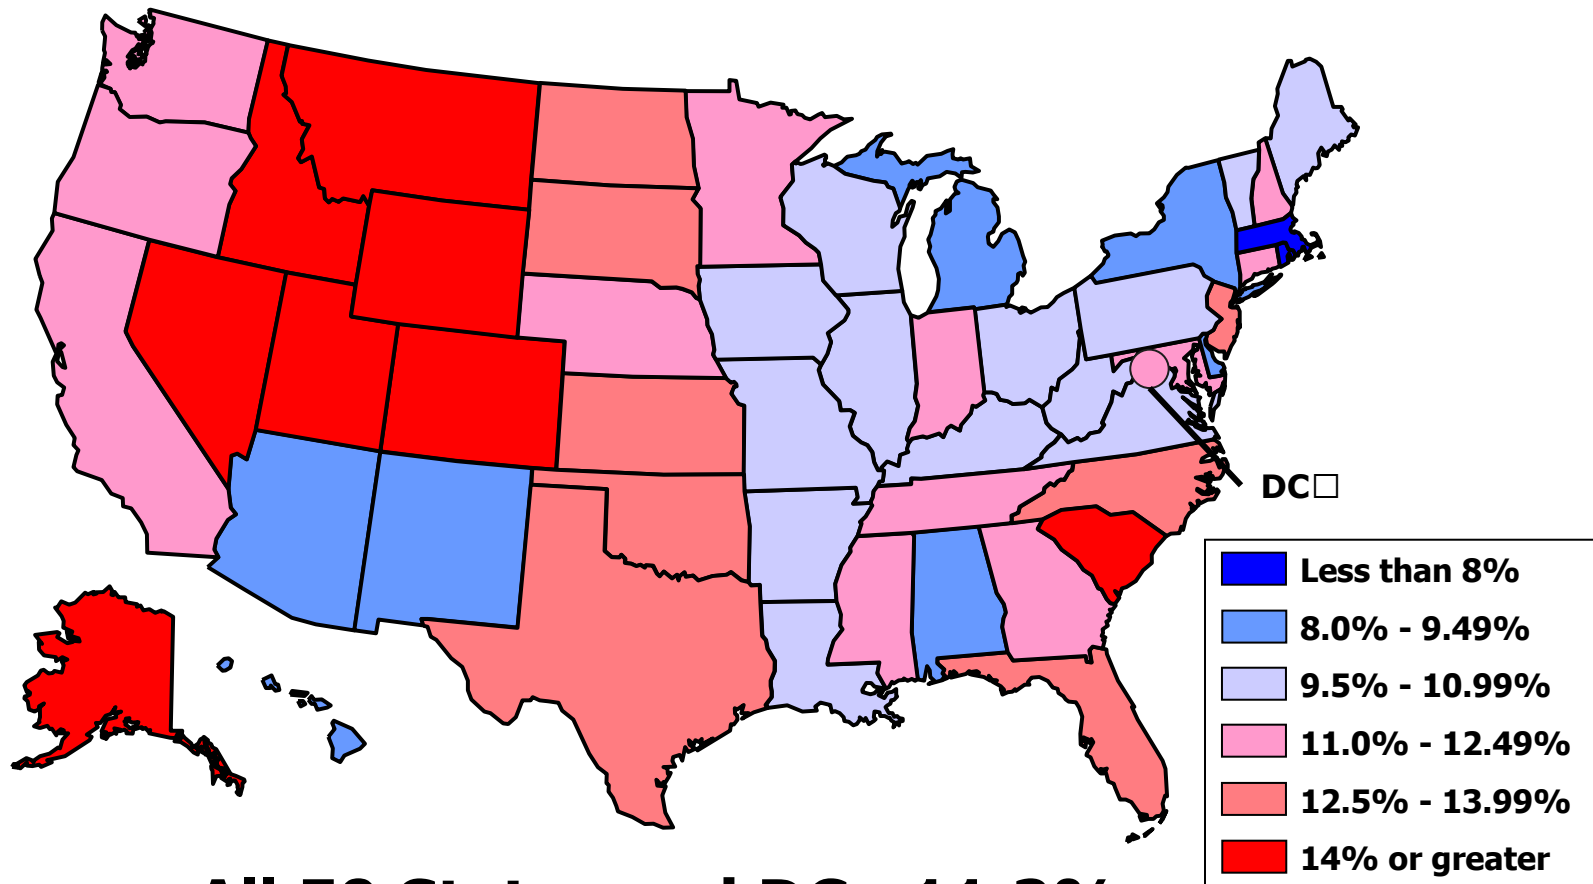 DC□
Less than 8%
8.0% - 9.49%
9.5% - 10.99%
11.0% - 12.49%
12.5% - 13.99%
14% or greater